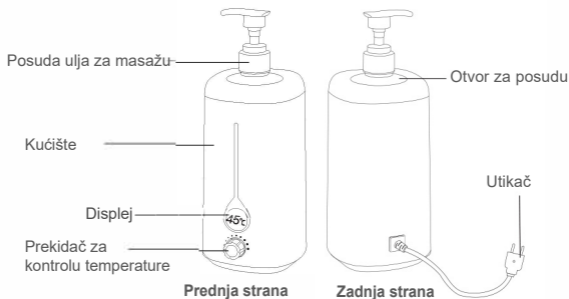 Posuda ulja za masažu
Otvor za posudu
Kućište
Utikač
Displej
45°c
Prekidač za
kontrolu temperature
Prednja strana
Zadnja strana